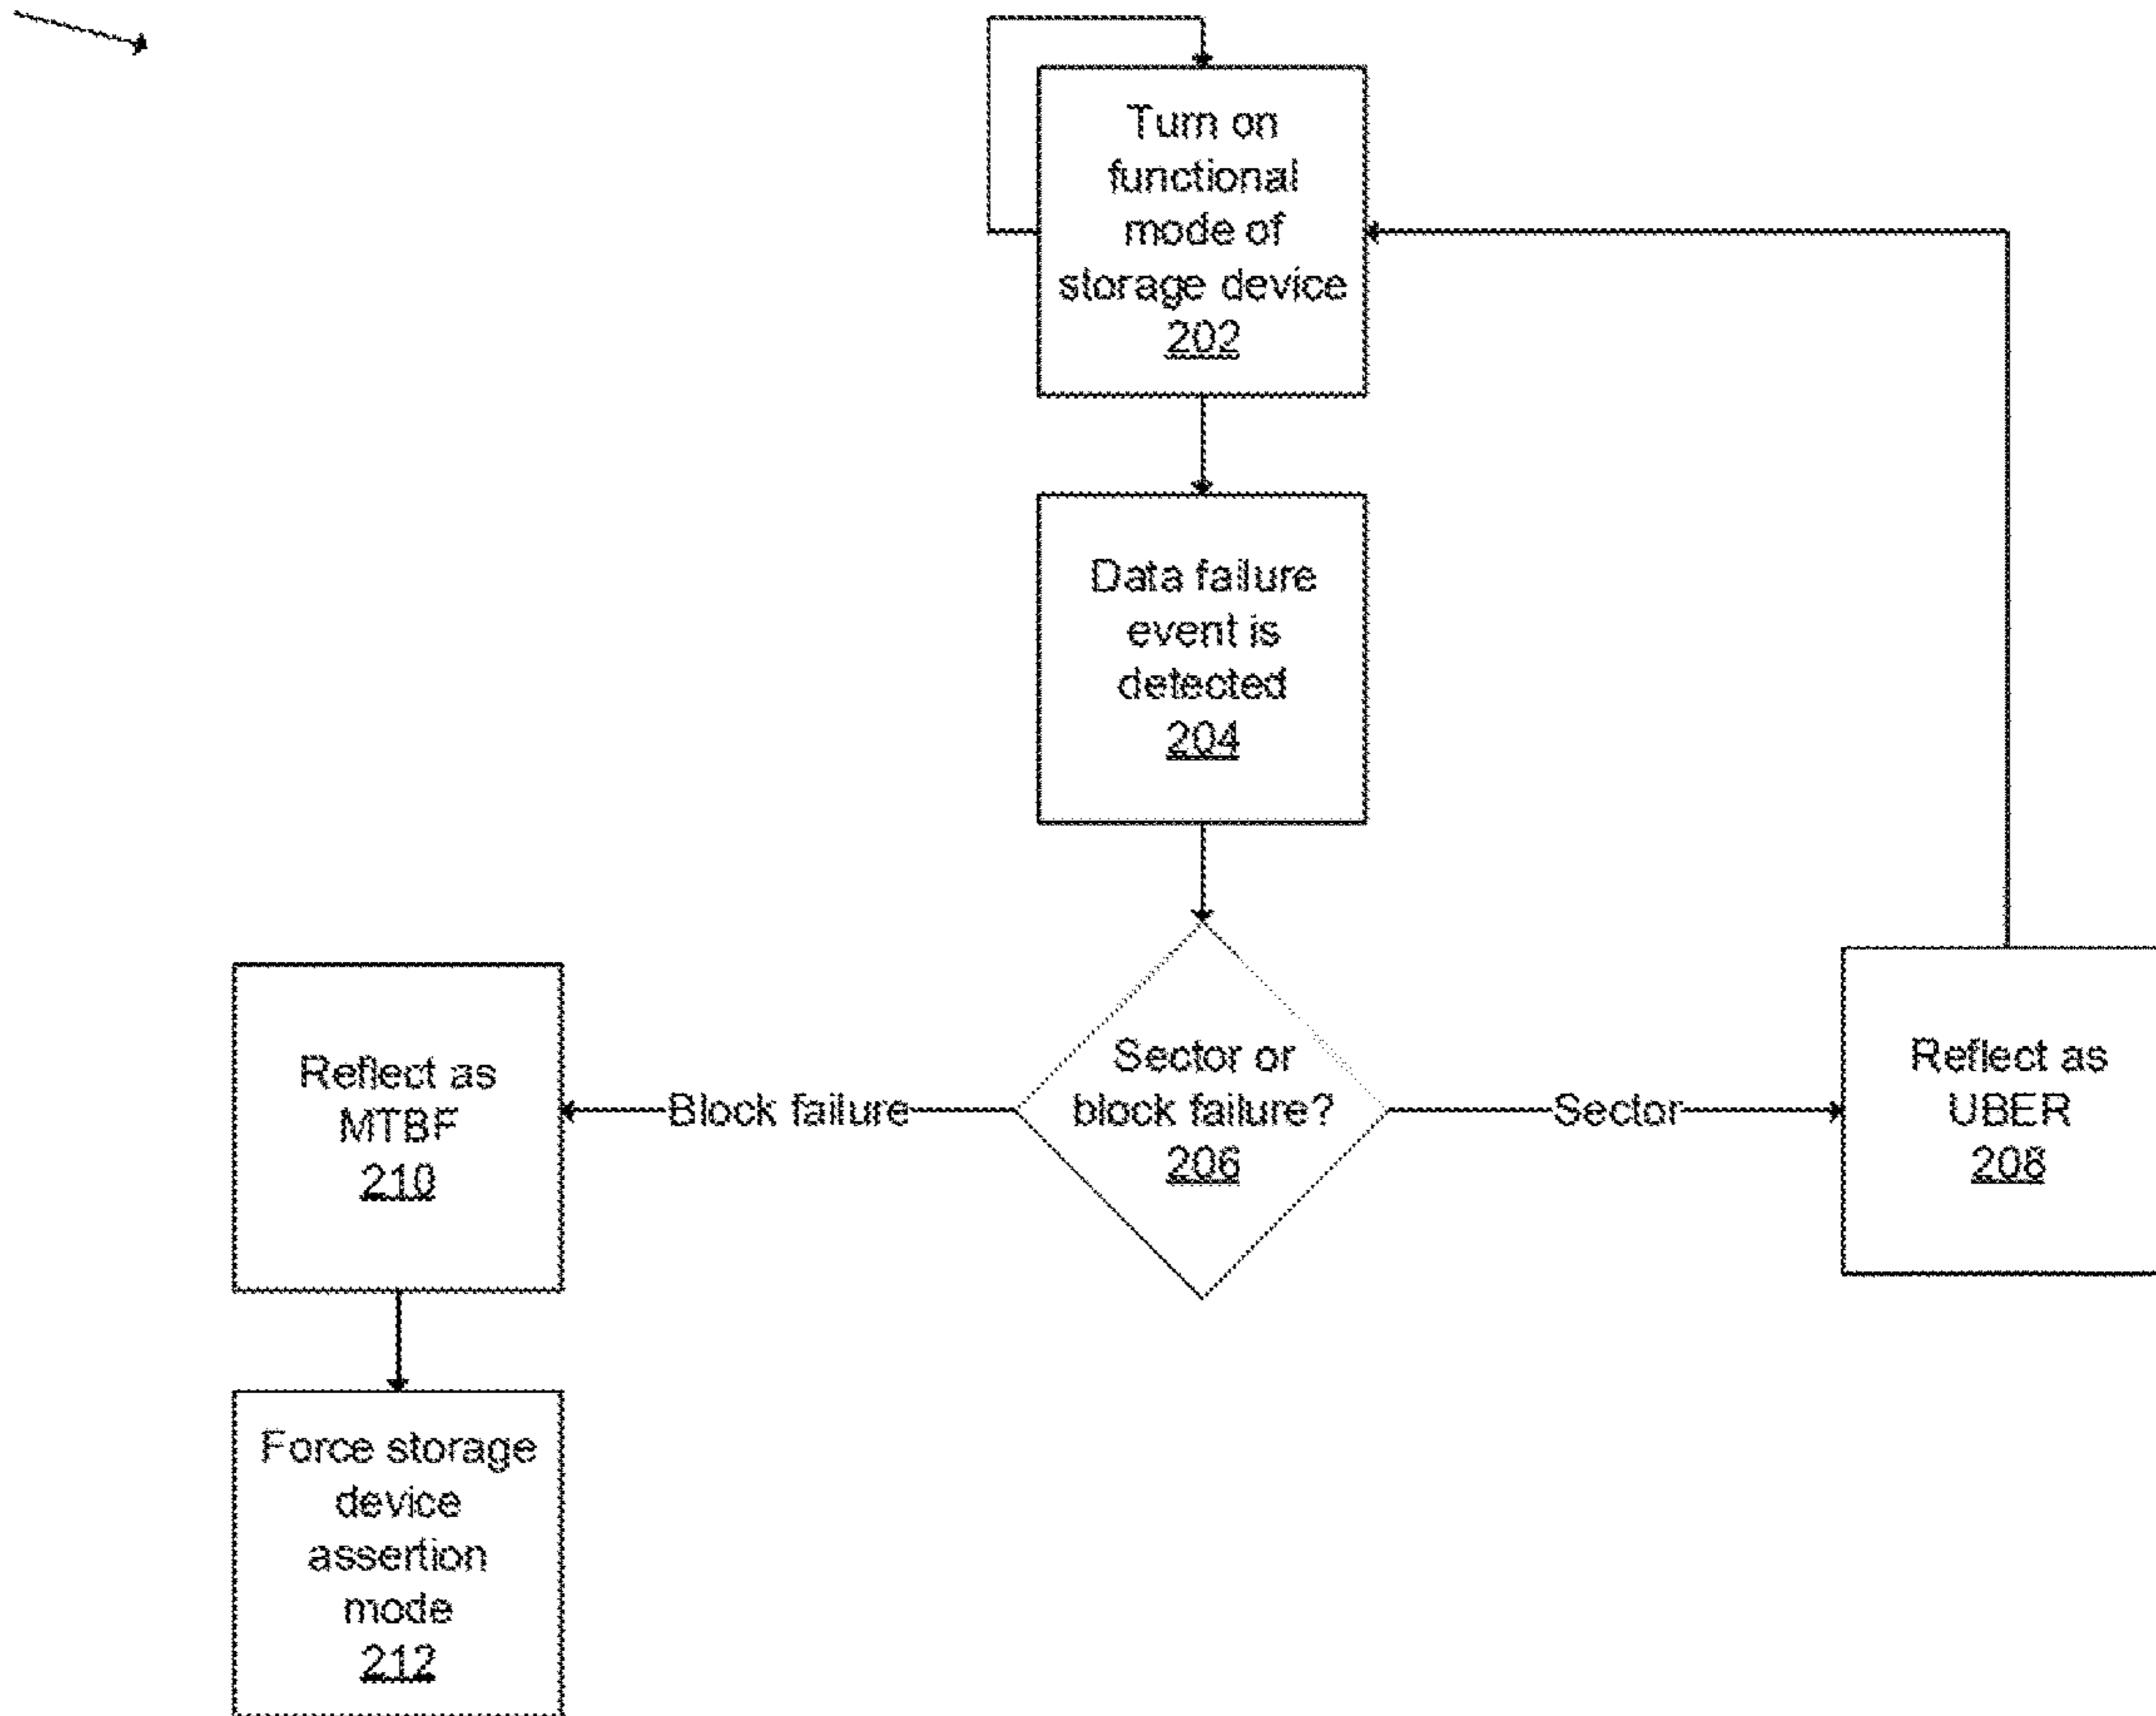 Turn on
functional
mode of
storage device
202
Data failure
event is
detected
204
Sector or
block failure?
206
Block failure
Sector
Reflect as
MTBF
210
Reflect as
UBER
208
Force storage
device
assertion
mode
212